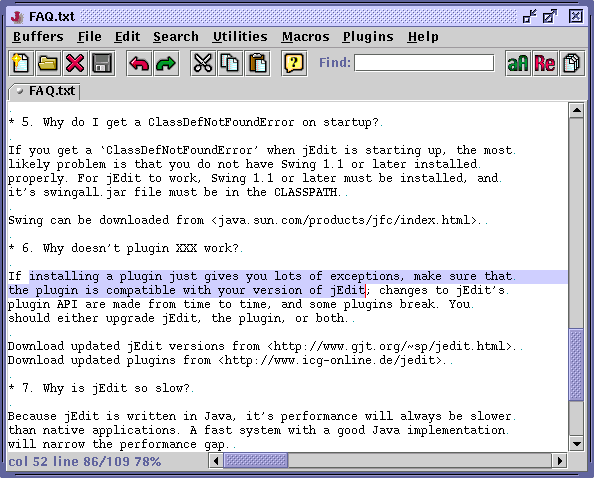 FAQ.txt
Buffers File Edit Search Utilities Macros Plugins Help
Find: aA Re
FAQ.txt
* 5. Why do I get a ClassDefNotFoundError on startup?.
If you get a `ClassDefNotFoundError' when jEdit is starting up, the most.
likely problem is that you do not have Swing 1.1 or later installed.
properly. For jEdit to work, Swing 1.1 or later must be installed, and.
it's swingall.jar file must be in the CLASSPATH..
Swing can be downloaded from <java.sun.com/products/jfc/index.html>..
* 6. Why doesn't plugin XXX work?.
If installing a plugin just gives you lots of exceptions, make sure that.
the plugin is compatible with your version of jEdit; changes to jEdit's.
plugin API are made from time to time, and some plugins break. You.
should either upgrade jEdit, the plugin, or both..
Download updated jEdit versions from <http://www.gjt.org/~sp/jedit.html>..
Download updated plugins from <http://www.icg-online.de/jedit>..
* 7. Why is jEdit so slow?.
Because jEdit is written in Java, it's performance will always be slower.
than native applications. A fast system with a good Java implementation.
will narrow the performance gap..
col 52 line 86/109 78%